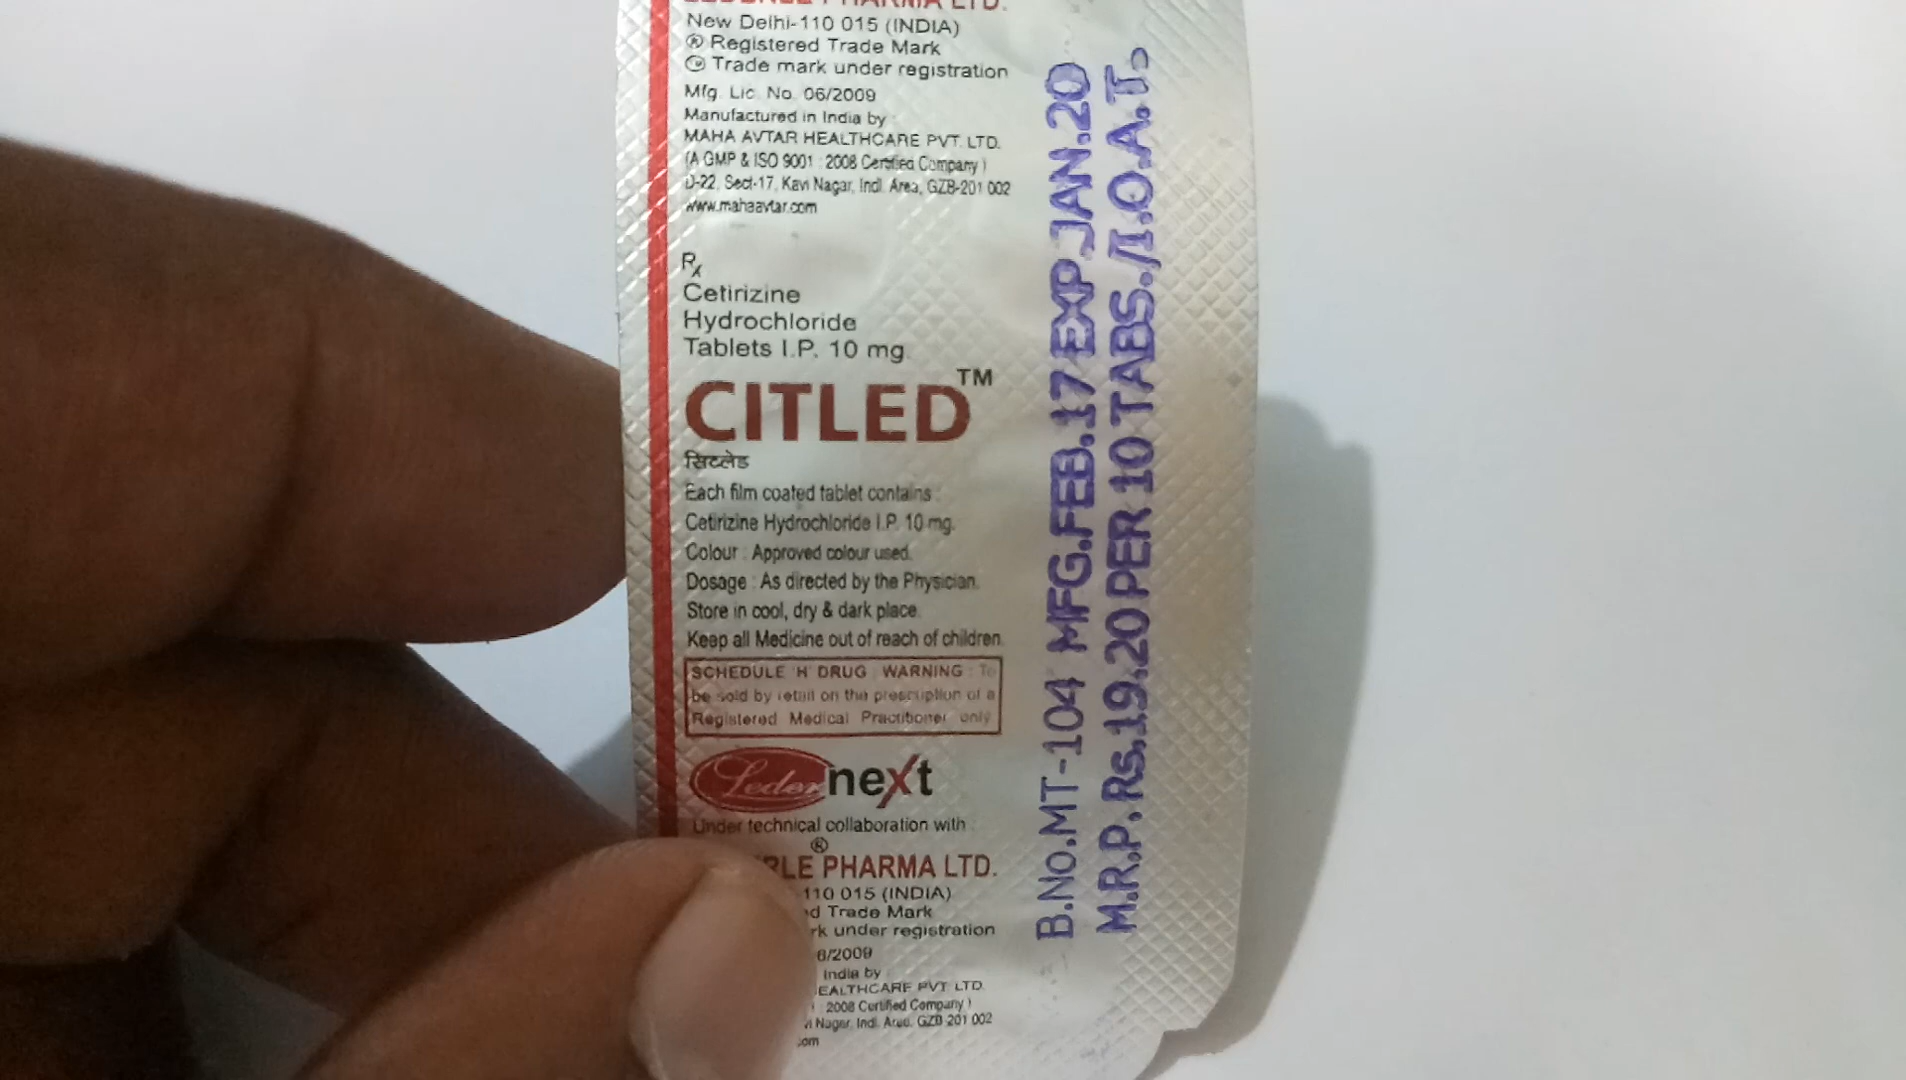 PHARMA LTD.
New Delhi-110 015 (INDIA)
® Registered Trade Mark
Trade mark under registration
Mfg. Lic. No. 06/2009
Manufactured in India by :
MAHA AVTAR HEALTHCARE PVT. LTD.
(A GMP & ISO 9001 : 2008 Certified Company )
D-22, Sect-17, Kavi Nagar, Indl. Area, GZB-201 002
www.mahaavtar.com
Rx
Cetirizine
Hydrochloride
Tablets I.P. 10 mg.
CITLED™
सिटलेड
Each film coated tablet contains :
Cetirizine Hydrochloride I.P. 10 mg.
Colour : Approved colour used.
Dosage : As directed by the Physician.
Store in cool, dry & dark place.
Keep all Medicine out of reach of children.
SCHEDULE 'H' DRUG : WARNING : To
be sold by retail on the prescription of a
Registered Medical Practitioner only.
Leder next
Under technical collaboration with :
®
RLE PHARMA LTD.
110 015 (INDIA)
d Trade Mark
rk under registration
6/2009
India by :
EALTHCARE PVT. LTD.
: 2008 Certified Company )
vi Nagar, Indl. Area, GZB-201 002
.com
B.No.MT-104 MFG.FEB.17 EXP.JAN.20
M.R.P. Rs.19.20 PER 10 TABS./I.O.A.T.